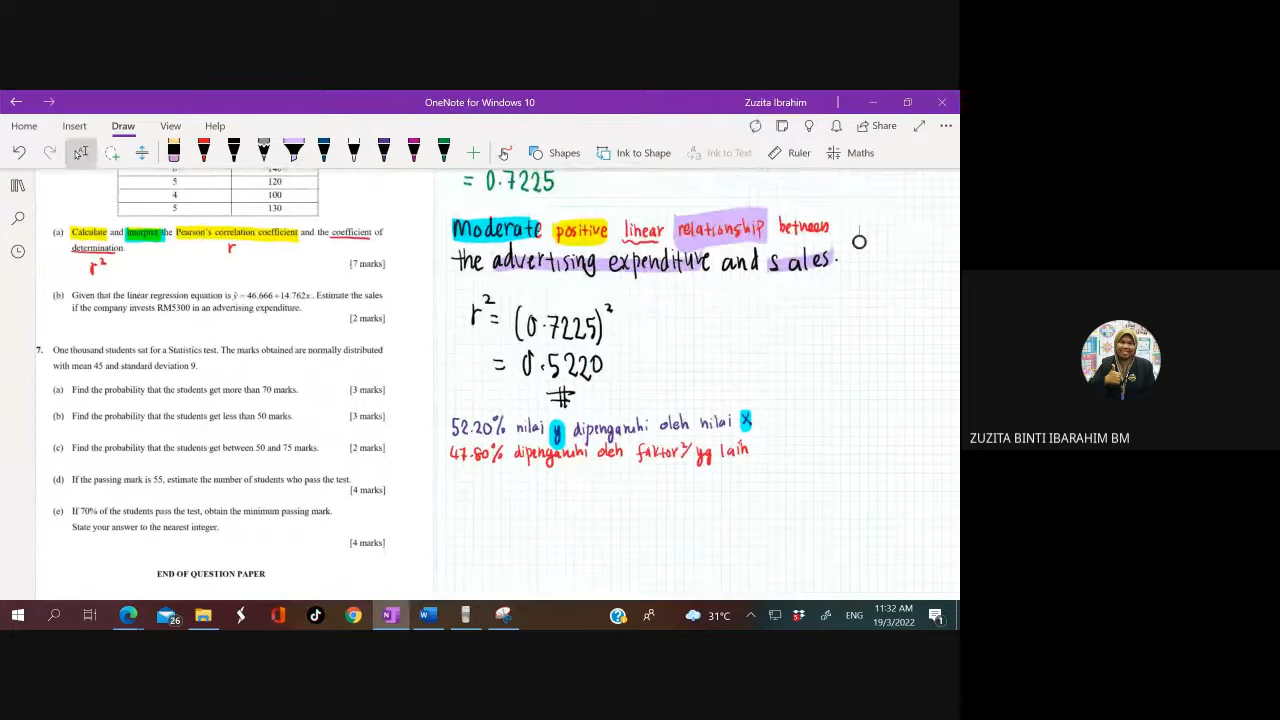 OneNote for Windows 10
Zuzita Ibrahim
Home Insert Draw View Help
Share
Shapes Ink to Shape Ink to Text Ruler Maths
5 120
4 100
5 130
(a) Calculate and interpret the Pearson's correlation coefficient and the coefficient of
determination.
r
r²
[7 marks]
(b) Given that the linear regression equation is ŷ = 46.666+14.762x. Estimate the sales
if the company invests RM5300 in an advertising expenditure.
[2 marks]
7. One thousand students sat for a Statistics test. The marks obtained are normally distributed
with mean 45 and standard deviation 9.
(a) Find the probability that the students get more than 70 marks. [3 marks]
(b) Find the probability that the students get less than 50 marks. [3 marks]
(c) Find the probability that the students get between 50 and 75 marks. [2 marks]
(d) If the passing mark is 55, estimate the number of students who pass the test.
[4 marks]
(e) If 70% of the students pass the test, obtain the minimum passing mark.
State your answer to the nearest integer.
[4 marks]
END OF QUESTION PAPER
= 0.7225
Moderate positive linear relationship between
the advertising expenditure and sales.
r² = (0.7225)²
= 0.5220
52.20% nilai y dipengaruhi oleh nilai x
47.80% dipengaruhi oleh faktor²/ yg lain
ZUZITA BINTI IBARAHIM BM
26
31°C
ENG
11:32 AM
19/3/2022
1